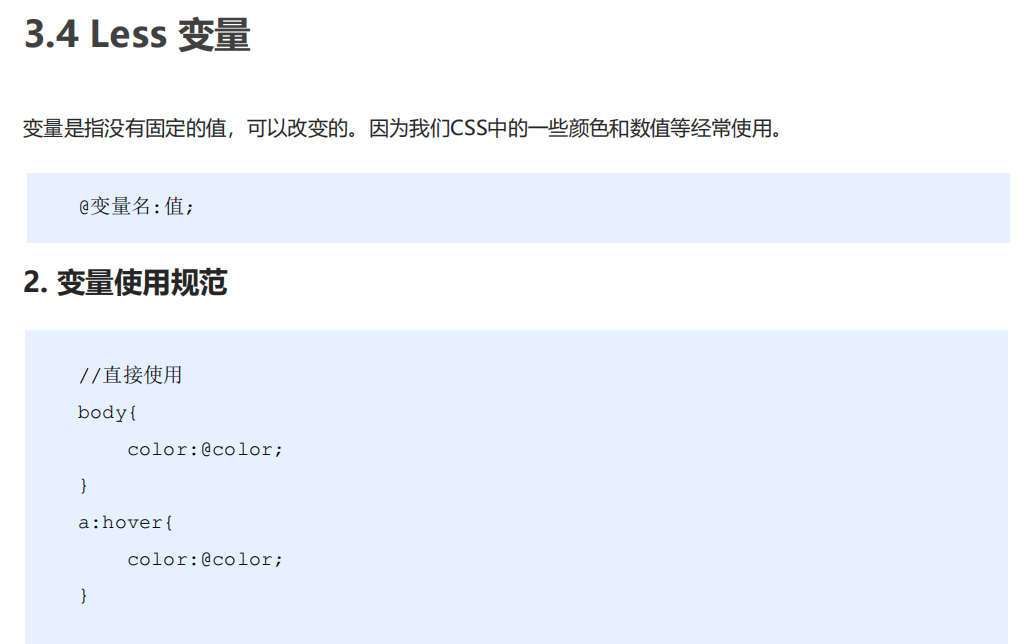 3.4 Less 变量
变量是指没有固定的值，可以改变的。因为我们CSS中的一些颜色和数值等经常使用。
@变量名:值;
2. 变量使用规范
//直接使用
body{
    color:@color;
}
a:hover{
    color:@color;
}